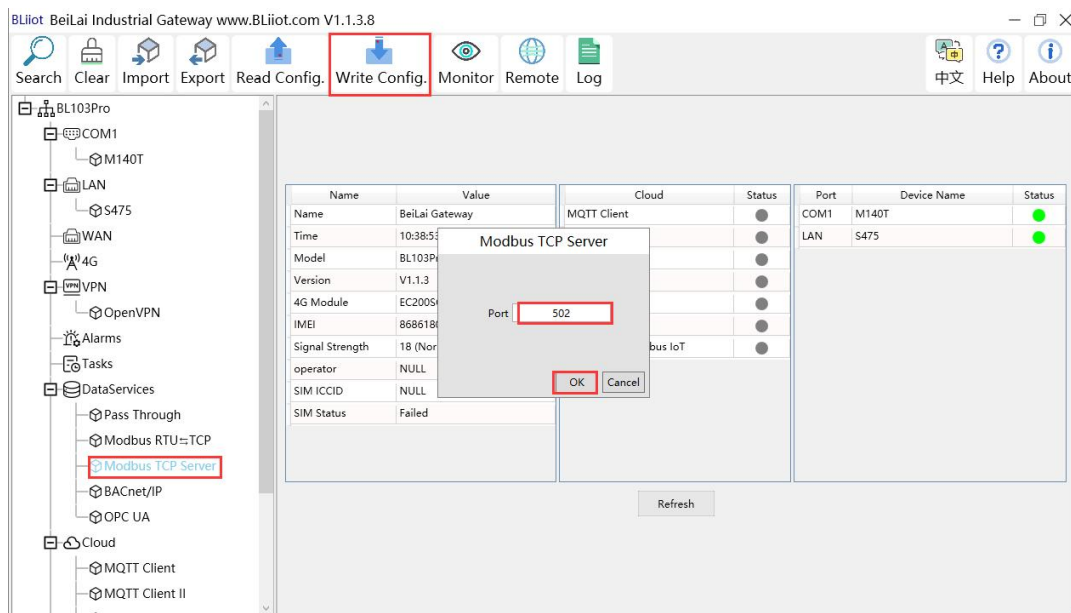 BLiiot BeiLai Industrial Gateway www.BLiiot.com V1.1.3.8
Search Clear Import Export Read Config. Write Config. Monitor Remote Log 中文 Help About
BL103Pro
COM1
M140T
LAN
S475
WAN
4G
VPN
OpenVPN
Alarms
Tasks
DataServices
Pass Through
Modbus RTU⇆TCP
Modbus TCP Server
BACnet/IP
OPC UA
Cloud
MQTT Client
MQTT Client II
Name Value
Name BeiLai Gateway
Time 10:38:53
Model BL103Pr
Version V1.1.3
4G Module EC200S
IMEI 868618
Signal Strength 18 (Nor
operator NULL
SIM ICCID NULL
SIM Status Failed
Cloud Status
MQTT Client
bus IoT
Port Device Name Status
COM1 M140T
LAN S475
Modbus TCP Server
Port 502
OK Cancel
Refresh